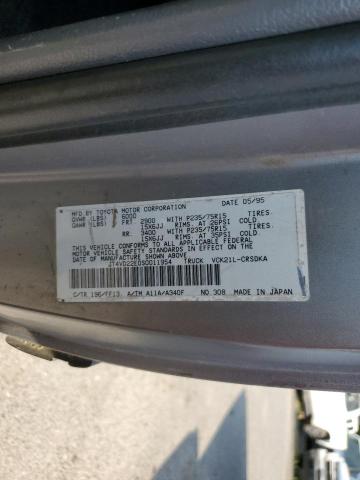 MFD.BY TOYOTA MOTOR CORPORATION DATE 05/95
GVWR (LBS) 6000
GAWR (LBS) FRT. 2900 WITH P235/75R15 TIRES.
15X6JJ RIMS. AT 26PSI COLD
RR. 3400 WITH P235/75R15 TIRES.
15X6JJ RIMS. AT 35PSI COLD
THIS VEHICLE CONFORMS TO ALL APPLICABLE FEDERAL
MOTOR VEHICLE SAFETY STANDARDS IN EFFECT ON THE DATE
OF MANUFACTURE SHOWN ABOVE.
JT4VD22E0S0011954 TRUCK VCK21L-CRSDKA
C/TR 196/FF13 A/TM A11A/A340F NO.308 MADE IN JAPAN